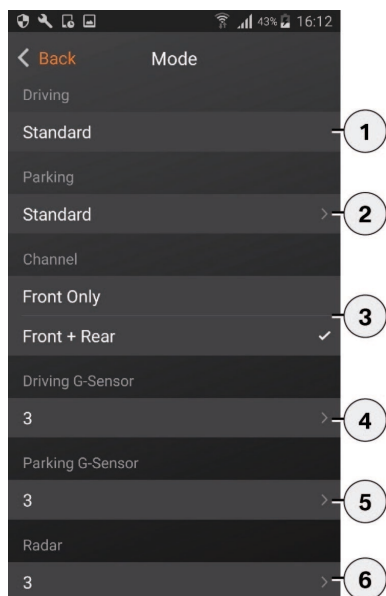 43% 16:12
Back Mode
Driving
Standard 1
Parking
Standard 2
Channel
Front Only
3
Front + Rear
Driving G-Sensor
3 4
Parking G-Sensor
3 5
Radar
3 6